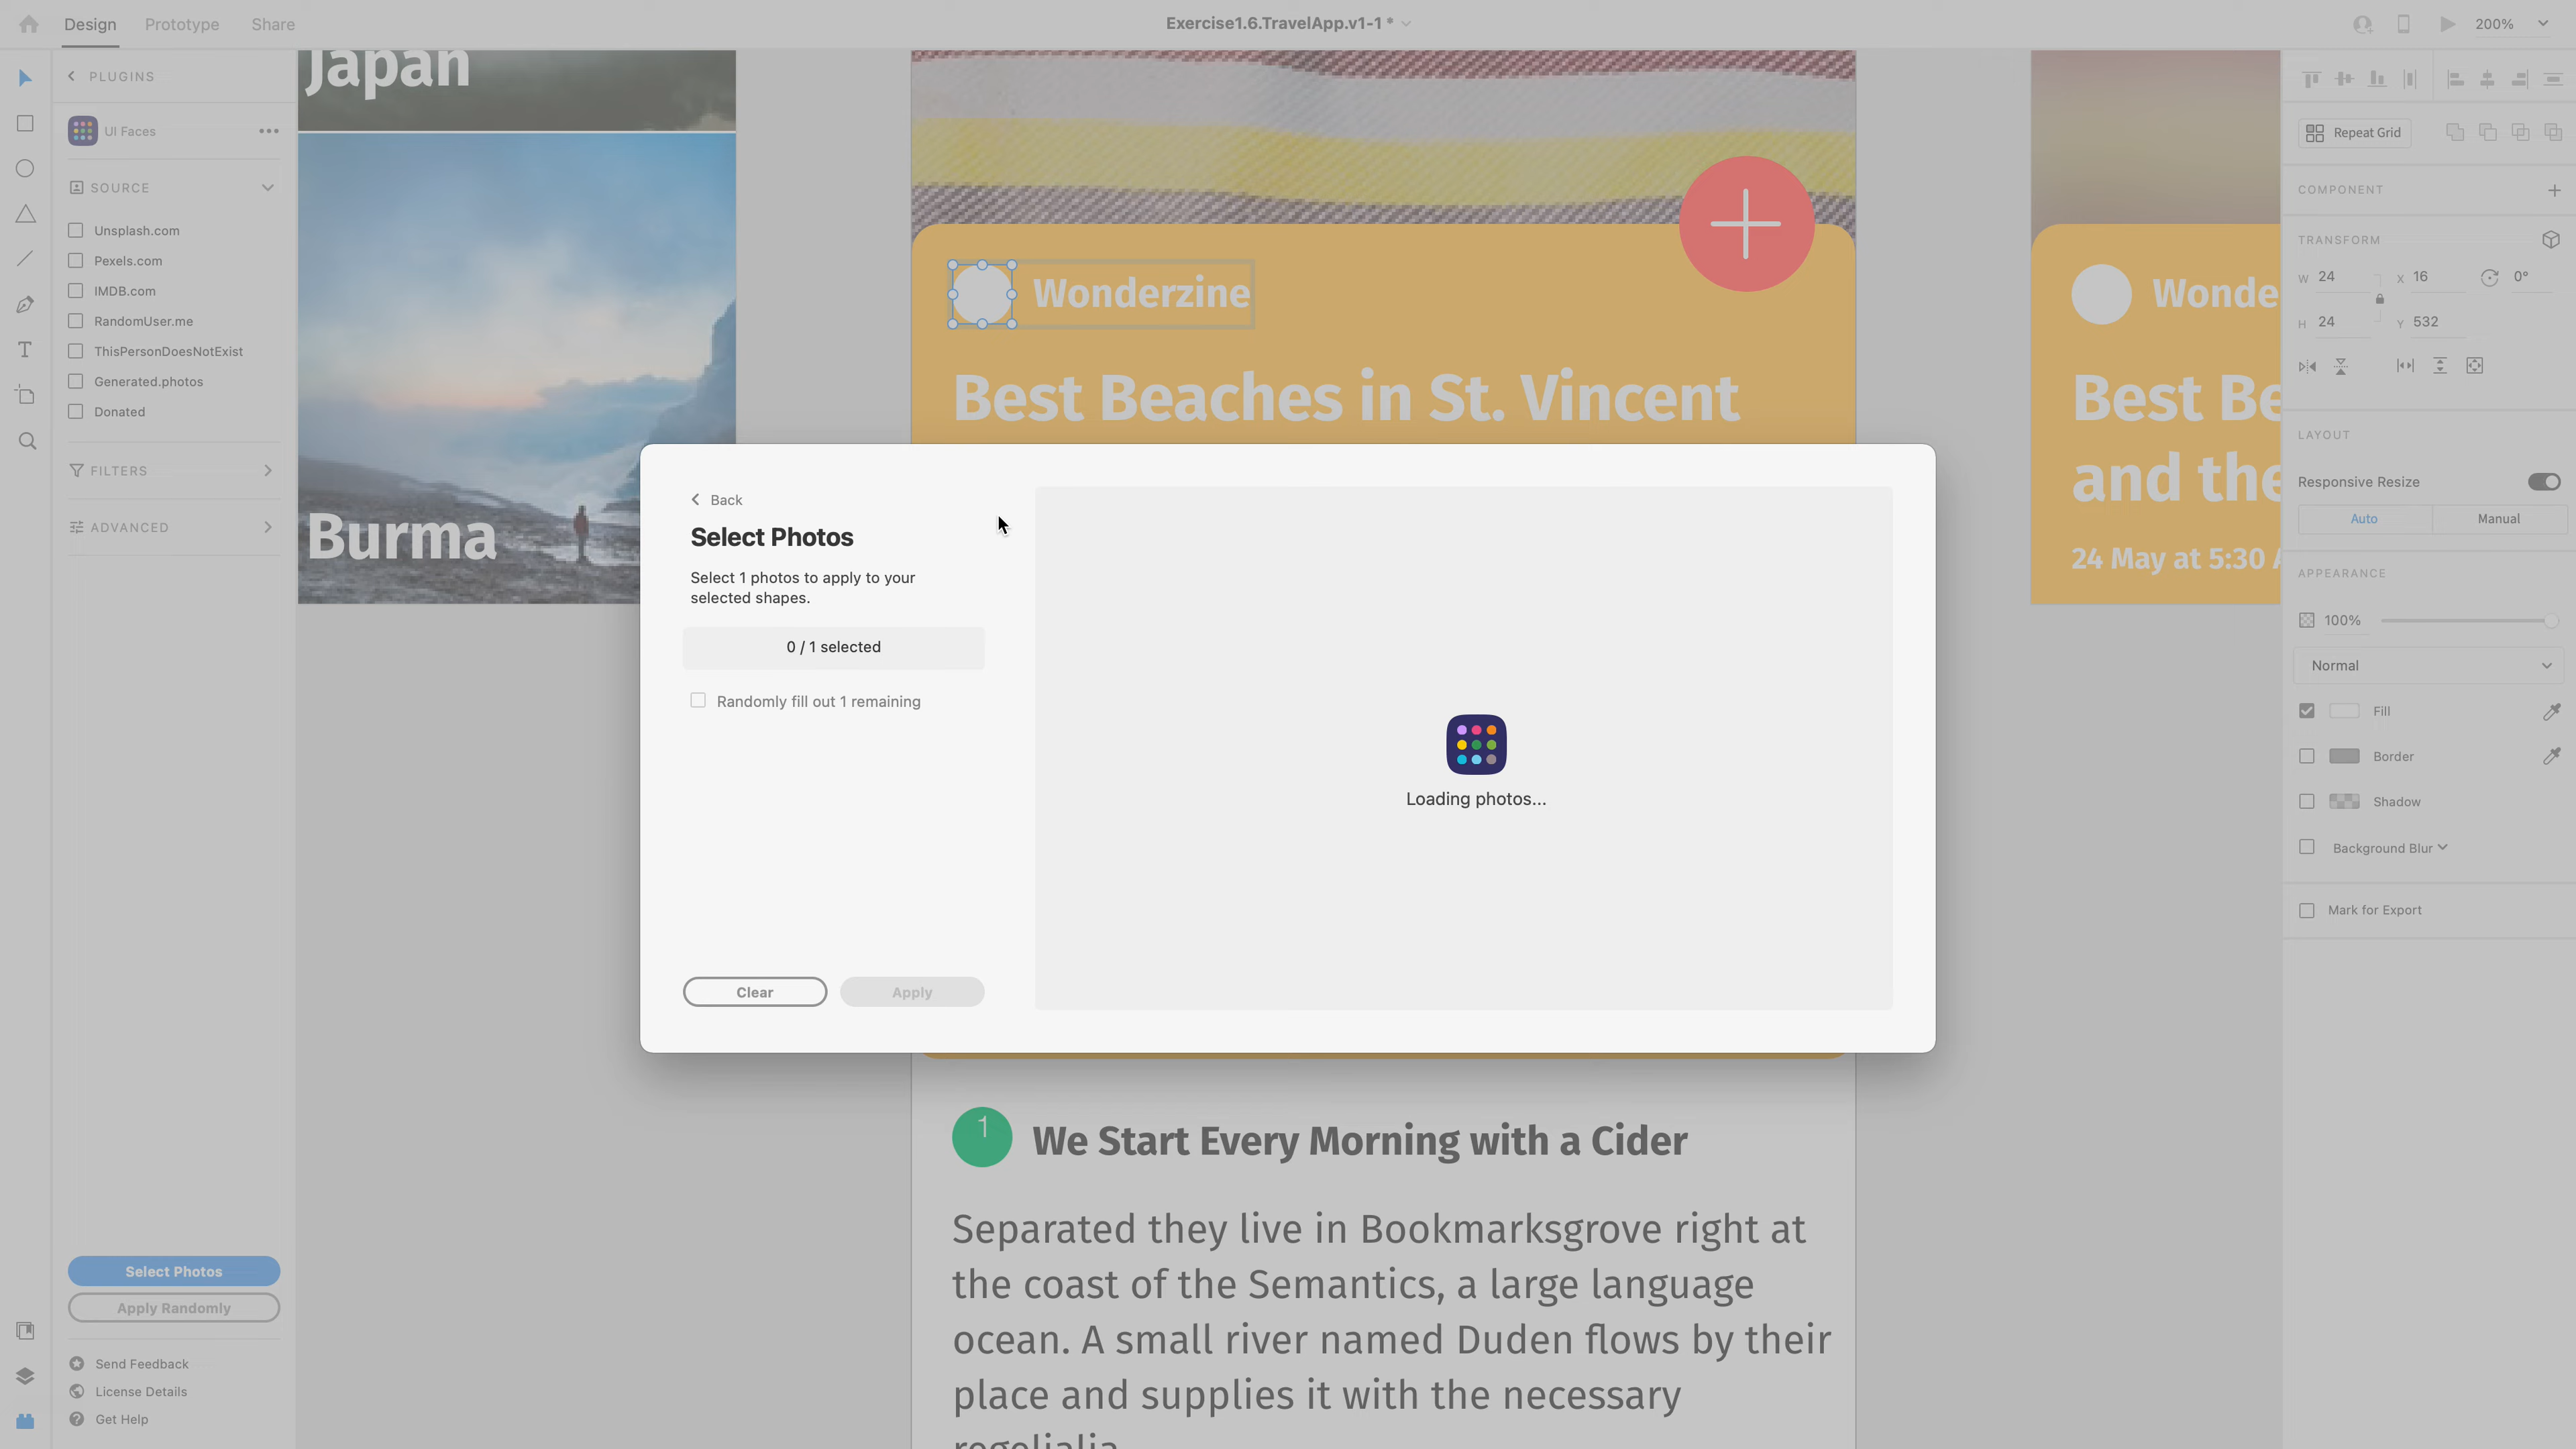 Design
Prototype
Share
Exercise1.6.TravelApp.v1-1 *
200%
PLUGINS
UI Faces
SOURCE
Unsplash.com
Pexels.com
IMDB.com
RandomUser.me
ThisPersonDoesNotExist
Generated.photos
Donated
FILTERS
ADVANCED
Select Photos
Apply Randomly
Send Feedback
License Details
Get Help
Japan
Burma
Wonderzine
Best Beaches in St. Vincent
Back
Select Photos
Select 1 photos to apply to your
selected shapes.
0 / 1 selected
Randomly fill out 1 remaining
Clear
Apply
Loading photos...
1
We Start Every Morning with a Cider
Separated they live in Bookmarksgrove right at
the coast of the Semantics, a large language
ocean. A small river named Duden flows by their
place and supplies it with the necessary
Wonde
Best Be
and the
24 May at 5:30
Repeat Grid
COMPONENT
TRANSFORM
W 24
X 16
0°
H 24
Y 532
LAYOUT
Responsive Resize
Auto
Manual
APPEARANCE
100%
Normal
Fill
Border
Shadow
Background Blur
Mark for Export